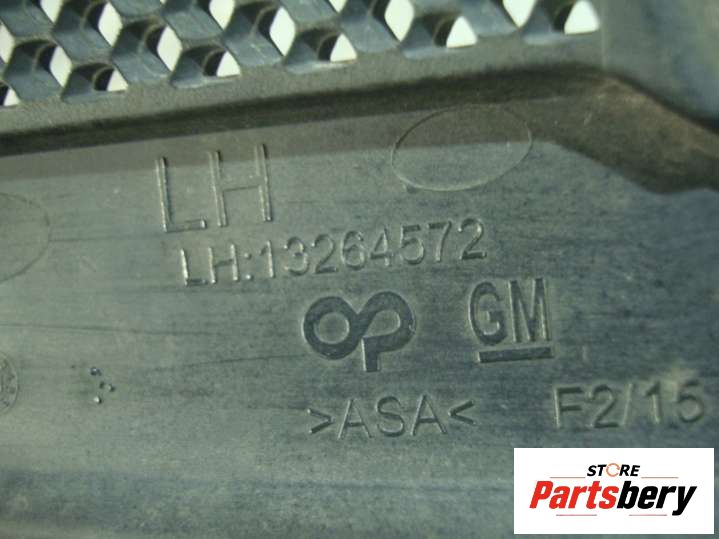 LH
LH:13264572
GM
>ASA<
F2/15
STORE
Partsbery